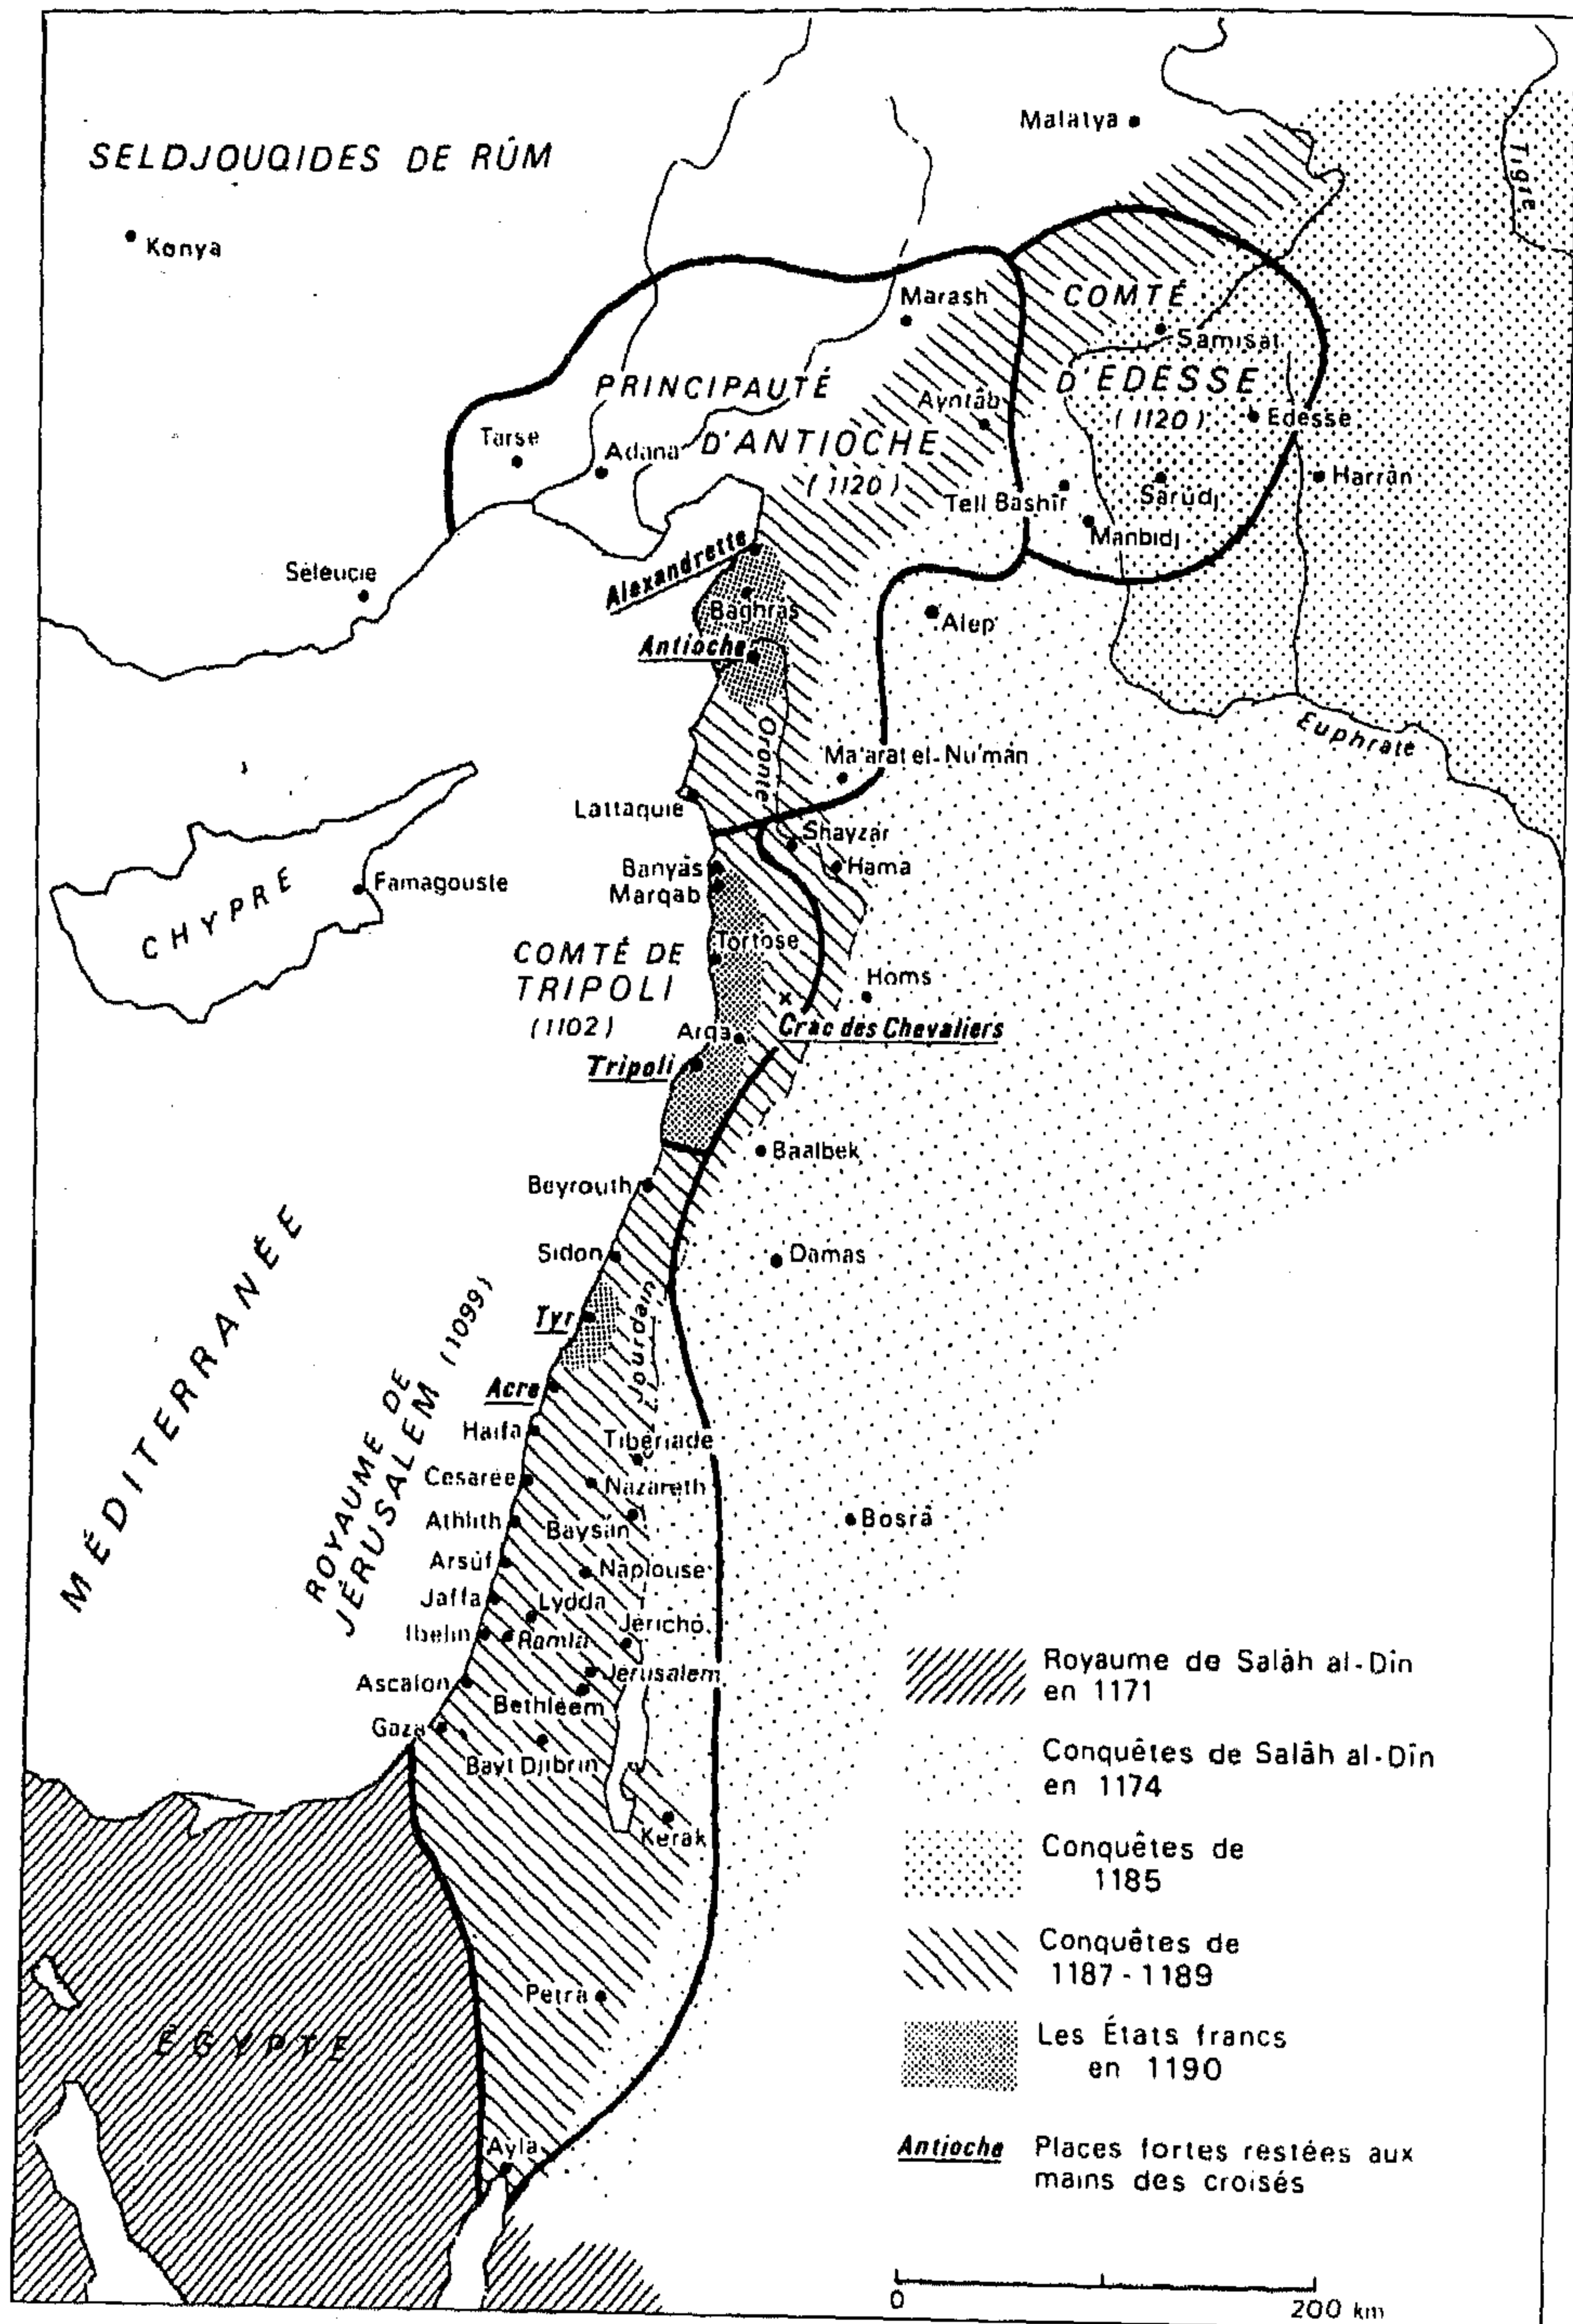 Malatya
SELDJOUQIDES DE RÛM
Tigre
Konya
COMTÉ
Marash
Samisat
PRINCIPAUTÉ
D'EDESSE
Ayntâb
(1120)
Edesse
Tarse
Adana
D'ANTIOCHE
(1120)
Harrân
Tell Bashîr
Sarûdj
Manbidj
Alexandrette
Séleucie
Baghras
Alep
Antioche
Oronte
Euphrate
Ma'arat el-Nu'mân
Lattaquie
Shayzar
Banyâs
Hama
Marqab
CHYPRE
Famagouste
Tortose
COMTÉ DE
TRIPOLI
(1102)
Homs
Crac des Chevaliers
Arqa
Tripoli
Baalbek
Beyrouth
Sidon
Damas
MÉDITERRANÉE
Tyr
Jourdain
ROYAUME DE
JÉRUSALEM (1099)
Acre
Haïfa
Tibériade
Césarée
Nazareth
Athlith
Baysân
Bosrâ
Arsûf
Naplouse
Jaffa
Lydda
Jéricho
Ibelin
Ramla
Jérusalem
Ascalon
Bethléem
Gaza
Bayt Djibrin
Kerak
Petra
ÉGYPTE
Ayla
Royaume de Salâh al-Dîn
en 1171
Conquêtes de Salâh al-Dîn
en 1174
Conquêtes de
1185
Conquêtes de
1187-1189
Les États francs
en 1190
Antioche Places fortes restées aux
mains des croisés
0 200 km